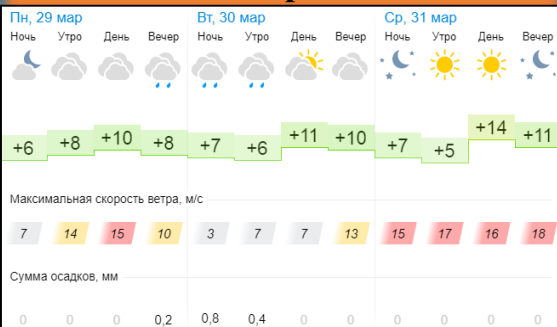 Пн, 29 мар Вт, 30 мар Ср, 31 мар
Ночь Утро День Вечер Ночь Утро День Вечер Ночь Утро День Вечер
+6 +8 +10 +8 +7 +6 +11 +10 +7 +5 +14 +11
Максимальная скорость ветра, м/с
7 14 15 10 3 7 7 13 15 17 16 18
Сумма осадков, мм
0 0 0 0,2 0,8 0,4 0 0 0 0 0 0